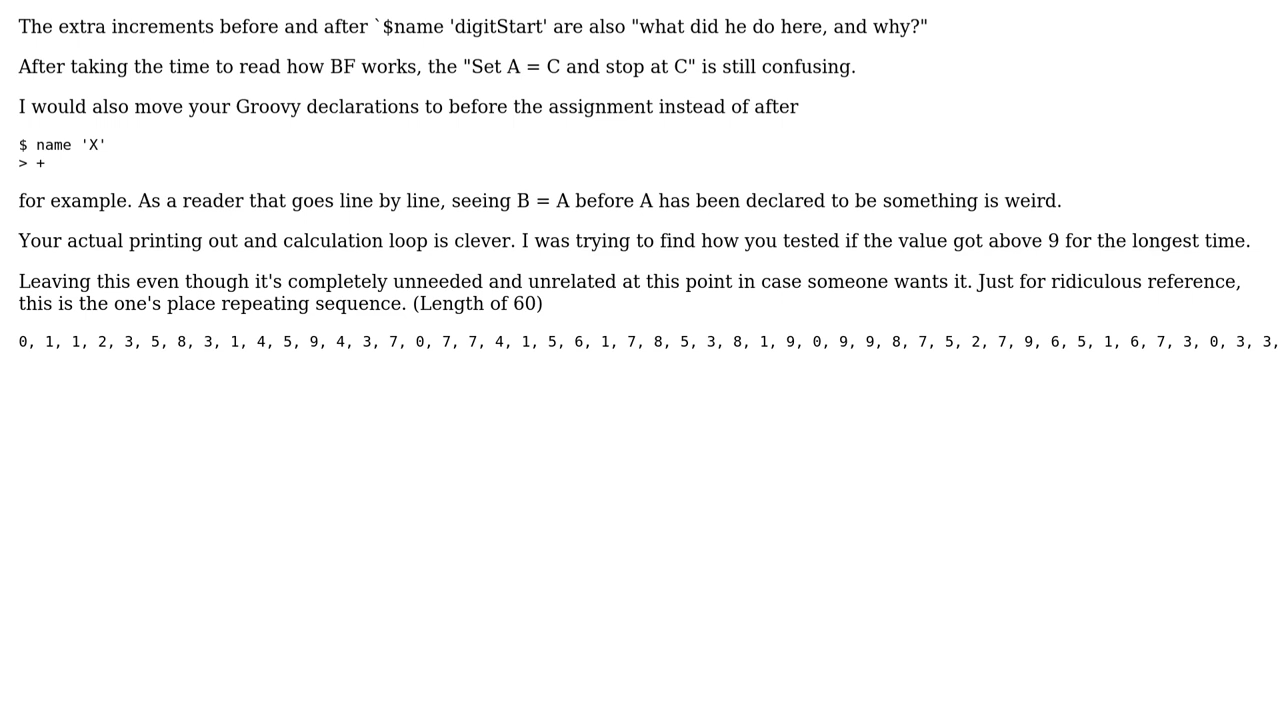 The extra increments before and after `$name 'digitStart' are also "what did he do here, and why?"
After taking the time to read how BF works, the "Set A = C and stop at C" is still confusing.
I would also move your Groovy declarations to before the assignment instead of after
$ name 'X'
> +
for example. As a reader that goes line by line, seeing B = A before A has been declared to be something is weird.
Your actual printing out and calculation loop is clever. I was trying to find how you tested if the value got above 9 for the longest time.
Leaving this even though it's completely unneeded and unrelated at this point in case someone wants it. Just for ridiculous reference,
this is the one's place repeating sequence. (Length of 60)
0, 1, 1, 2, 3, 5, 8, 3, 1, 4, 5, 9, 4, 3, 7, 0, 7, 7, 4, 1, 5, 6, 1, 7, 8, 5, 3, 8, 1, 9, 0, 9, 9, 8, 7, 5, 2, 7, 9, 6, 5, 1, 6, 7, 3, 0, 3, 3,